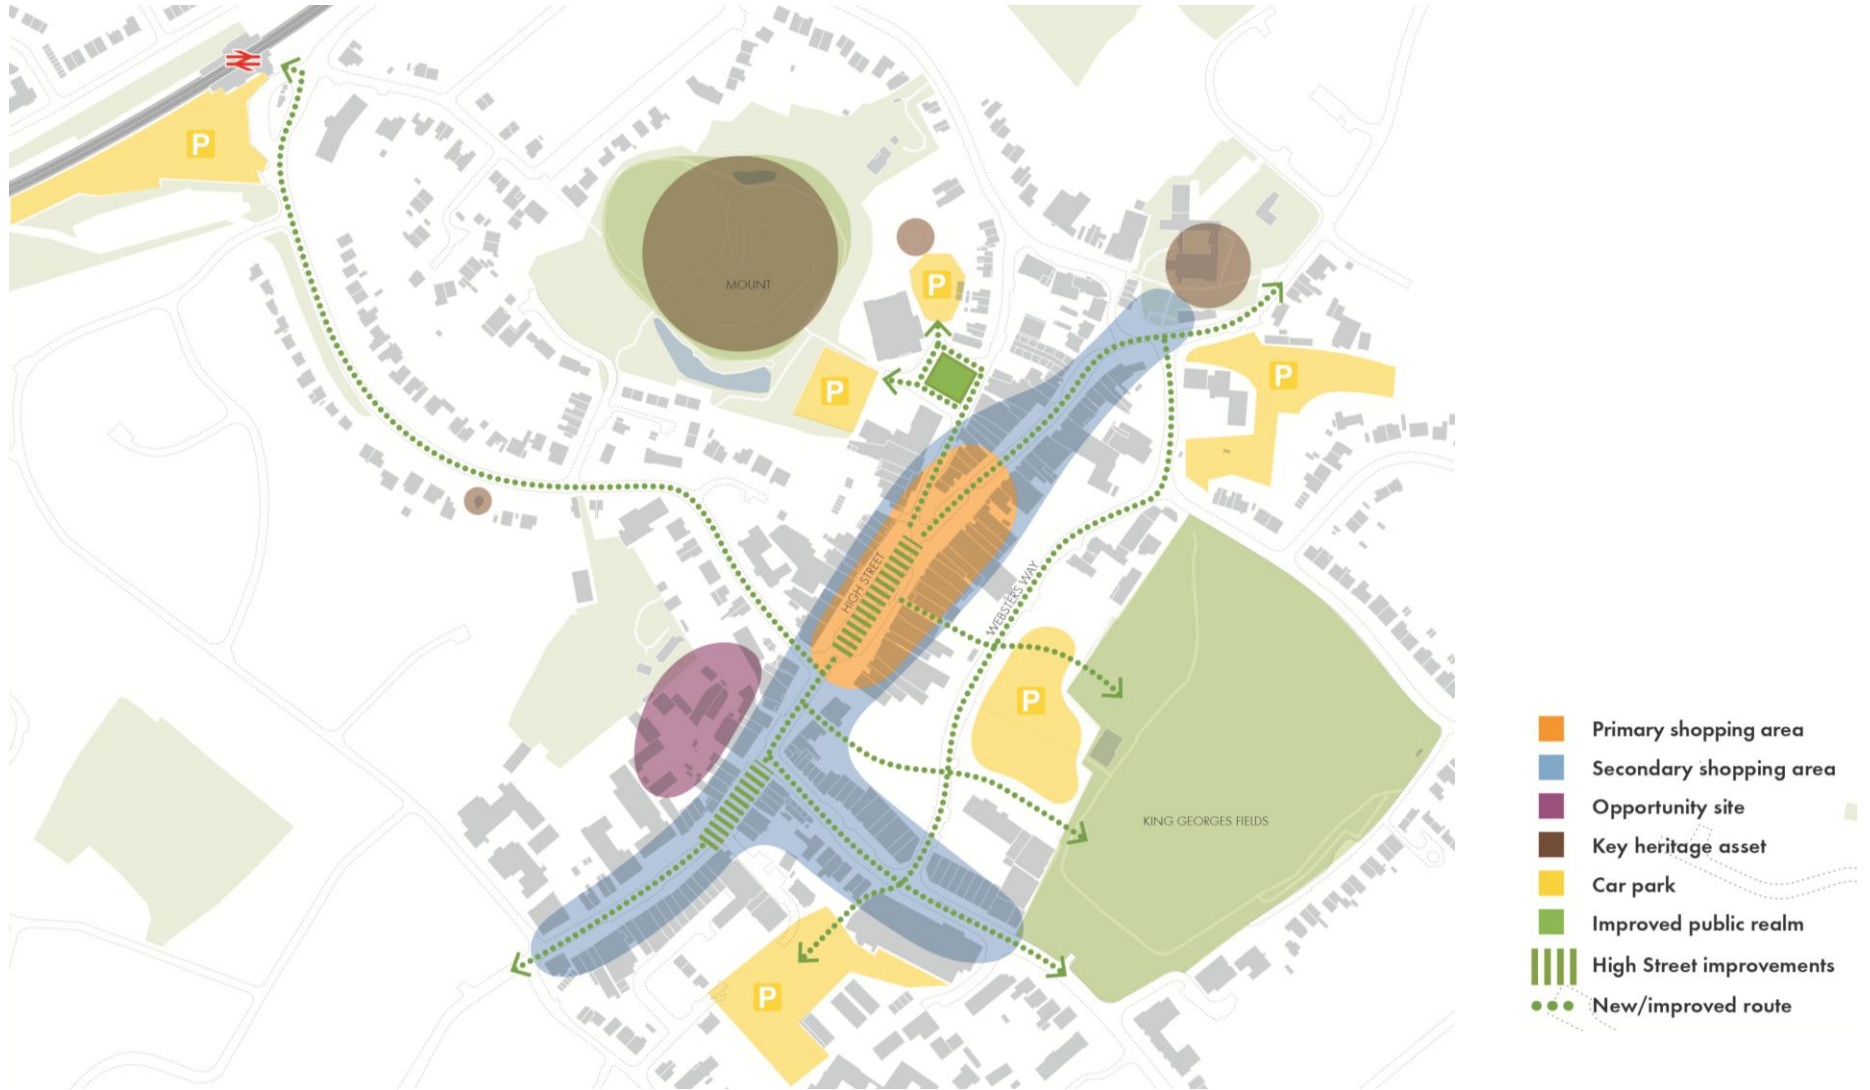 P
MOUNT
P
P
P
HIGH STREET
WEBSTERS WAY
P
KING GEORGES FIELDS
P
Primary shopping area
Secondary shopping area
Opportunity site
Key heritage asset
Car park
Improved public realm
High Street improvements
New/improved route